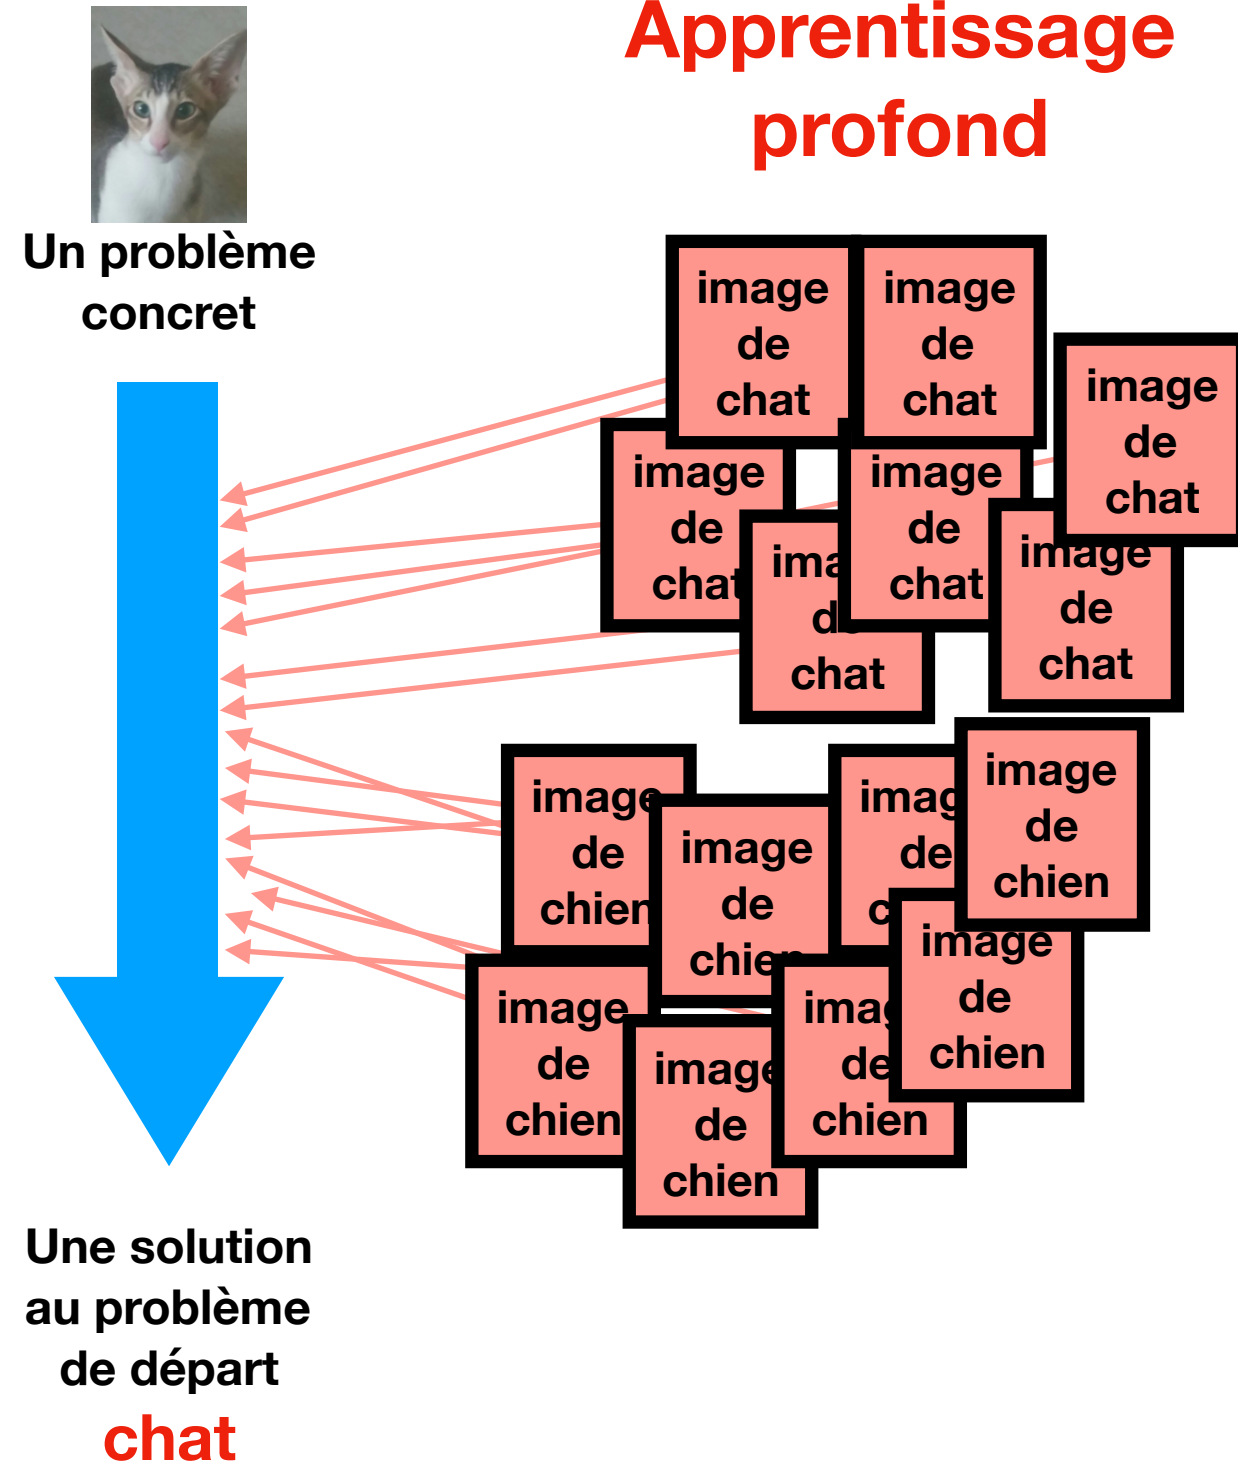 Apprentissage
profond
Un problème
concret
image
de
chat
image
de
chat
image
de
chat
image
de
chat
image
de
chat
chat
image
de
chat
image
de
chien
image
de
chien
de
image
de
chien
image
de
chien
image
de
chien
image
de
chien
de
chien
Une solution
au problème
de départ
chat